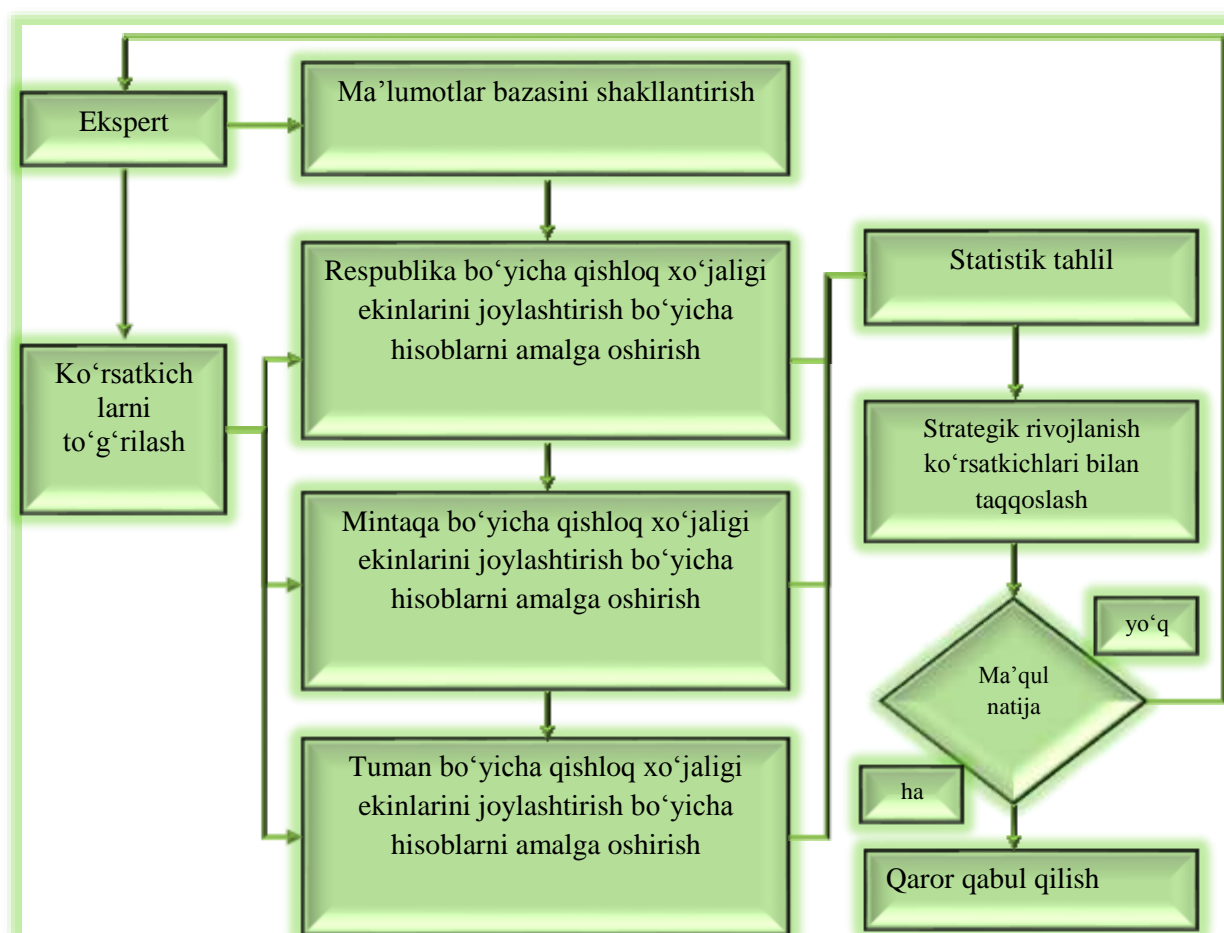 Ekspert
Ma’lumotlar bazasini shakllantirish
Respublika bo‘yicha qishloq xo‘jaligi
ekinlarini joylashtirish bo‘yicha
hisoblarni amalga oshirish
Statistik tahlil
Ko‘rsatkich
larni
to‘g‘rilash
Strategik rivojlanish
ko‘rsatkichlari bilan
taqqoslash
Mintaqa bo‘yicha qishloq xo‘jaligi
ekinlarini joylashtirish bo‘yicha
hisoblarni amalga oshirish
yo‘q
Ma’qul
natija
Tuman bo‘yicha qishloq xo‘jaligi
ekinlarini joylashtirish bo‘yicha
hisoblarni amalga oshirish
ha
Qaror qabul qilish